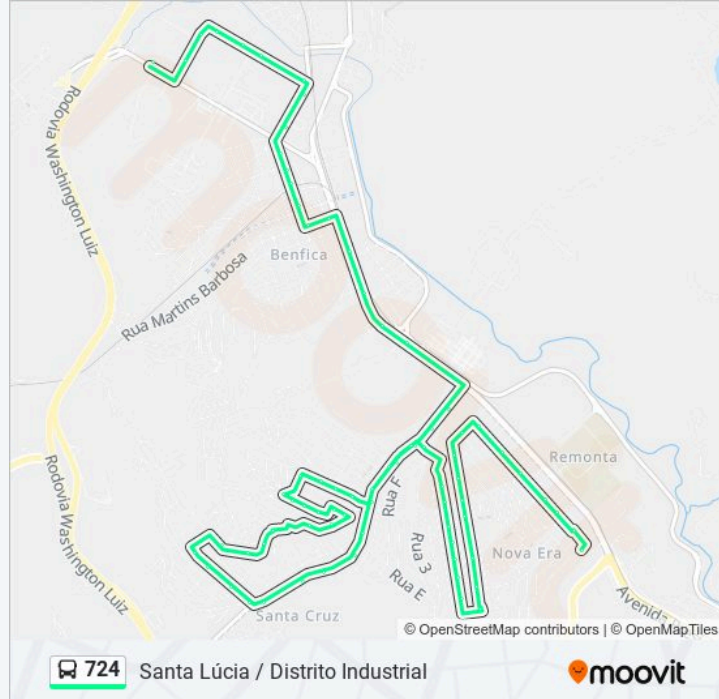 Rodovia Washington Luiz
Benfica
Rua Martins Barbosa
Rodovia Washington Luiz
Remonta
Rua F
Rua 3
Nova Era
Rua E
Santa Cruz
Avenida
© OpenStreetMap contributors | © OpenMapTiles
724 Santa Lúcia / Distrito Industrial
moovit